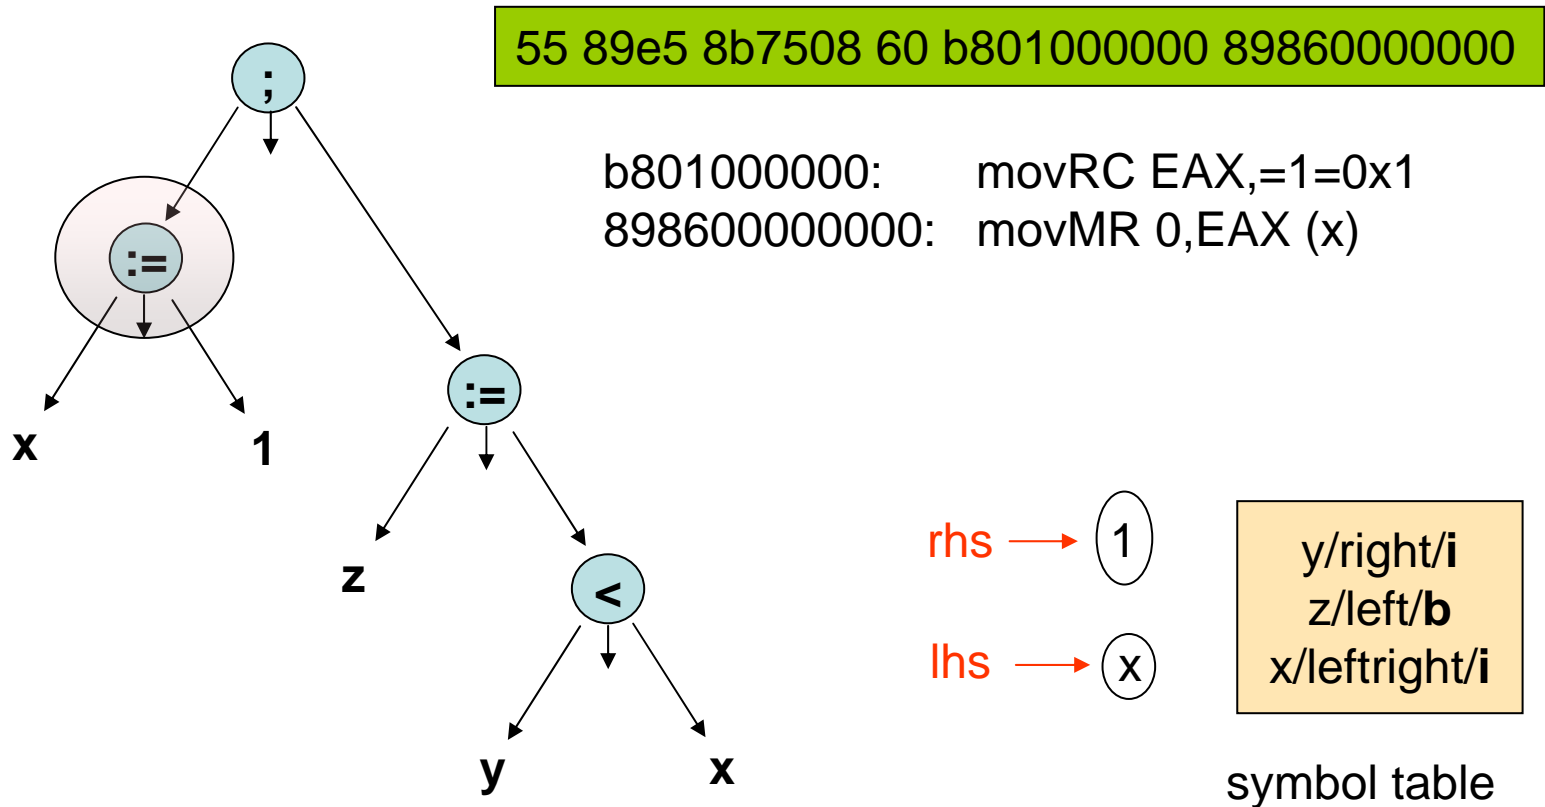 55 89e5 8b7508 60 b801000000 89860000000
;
b801000000: movRC EAX,=1=0x1
898600000000: movMR 0,EAX (x)
:=
:=
x 1
z
<
y x
rhs 1
lhs x
y/right/i
z/left/b
x/leftright/i
symbol table